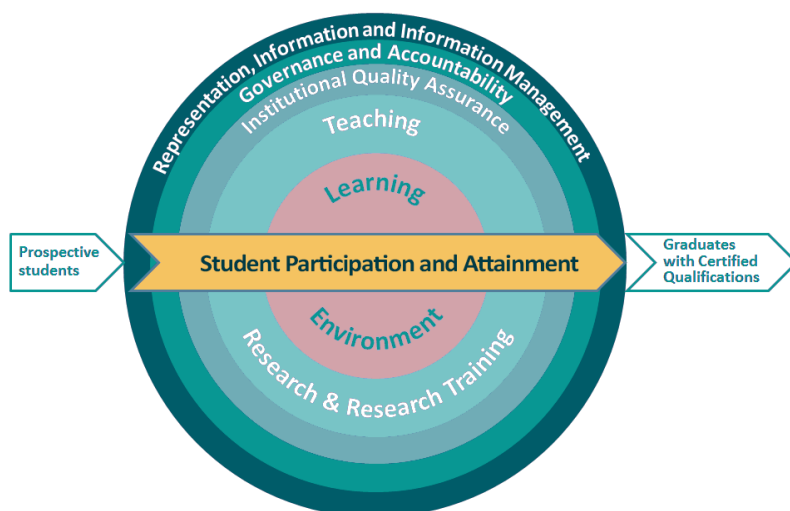 Representation, Information and Information Management
Governance and Accountability
Institutional Quality Assurance
Teaching
Learning
Prospective
students
Student Participation and Attainment
Graduates
with Certified
Qualifications
Environment
Research & Research Training